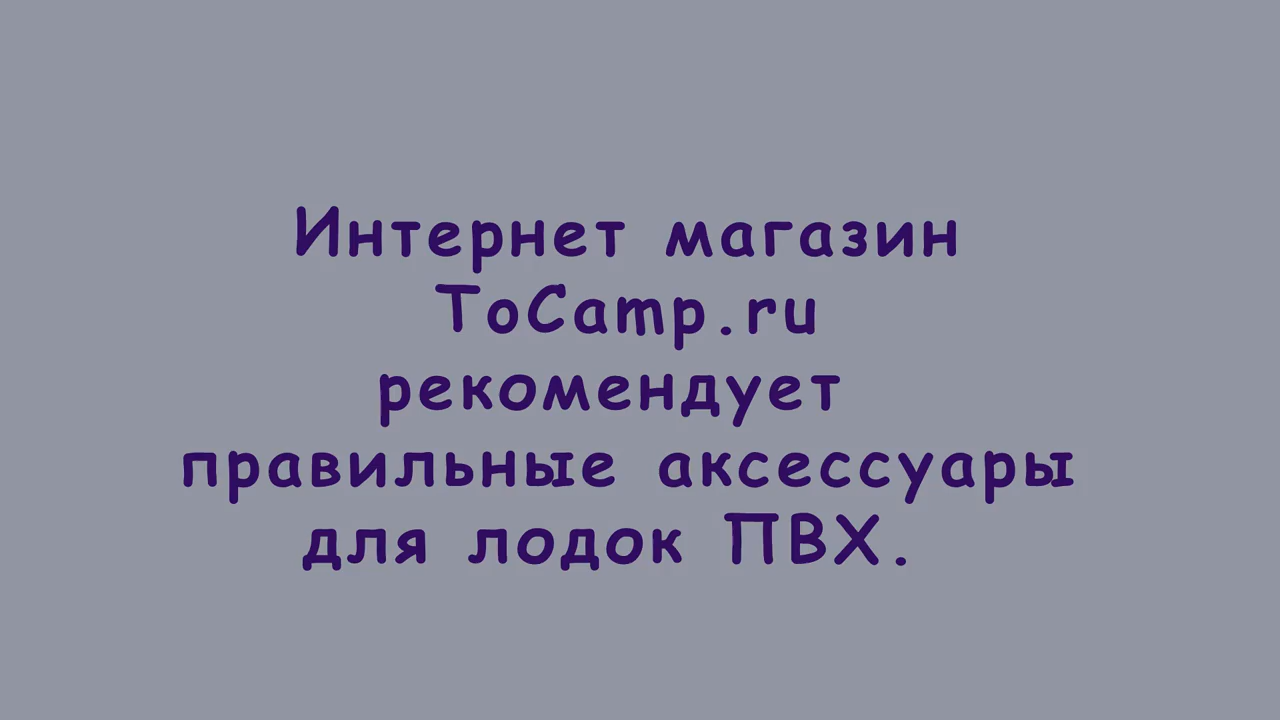 Интернет магазин
ToCamp.ru
рекомендует
правильные аксессуары
для лодок ПВХ.